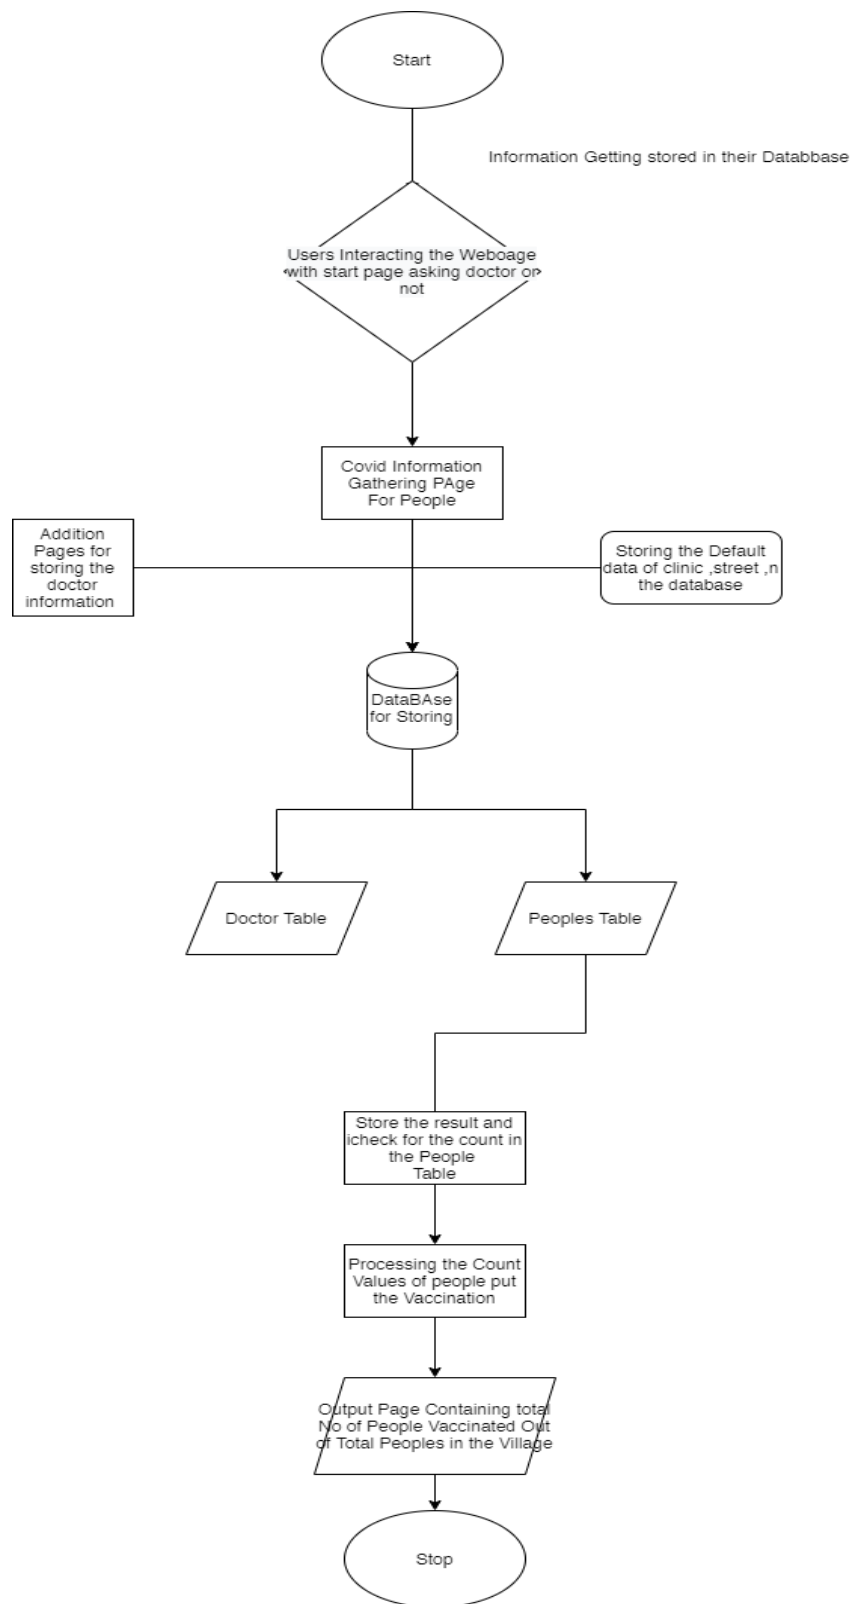 Start
Information Getting stored in their Databbase
Users Interacting the Weboage
with start page asking doctor or
not
Covid Information
Gathering PAge
For People
Addition
Pages for
storing the
doctor
information
Storing the Default
data of clinic ,street ,n
the database
DataBAse
for Storing
Doctor Table
Peoples Table
Store the result and
icheck for the count in
the People
Table
Processing the Count
Values of people put
the Vaccination
Output Page Containing total
No of People Vaccinated Out
of Total Peoples in the Village
Stop